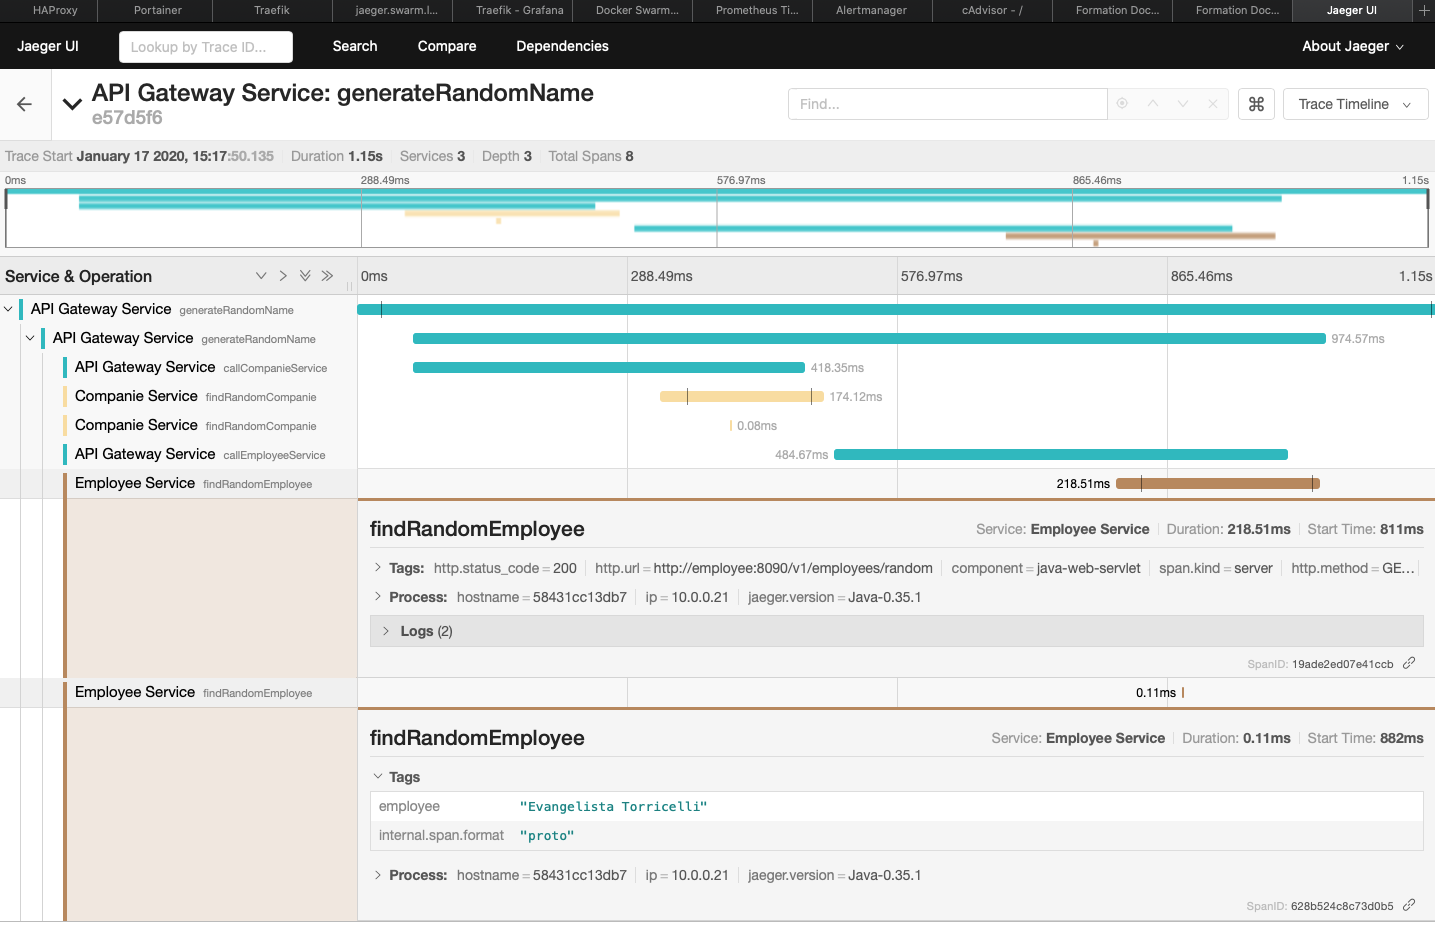 HAProxy Portainer Traefik jaeger.swarm.l... Traefik - Grafana Docker Swarm... Prometheus Ti... Alertmanager cAdvisor - / Formation Doc... Formation Doc... Jaeger UI
Jaeger UI Lookup by Trace ID... Search Compare Dependencies About Jaeger
API Gateway Service: generateRandomName
e57d5f6
Find... ⌘ Trace Timeline
Trace Start January 17 2020, 15:17:50.135 Duration 1.15s Services 3 Depth 3 Total Spans 8
0ms 288.49ms 576.97ms 865.46ms 1.15s
Service & Operation 0ms 288.49ms 576.97ms 865.46ms 1.15s
API Gateway Service generateRandomName
API Gateway Service generateRandomName 974.57ms
API Gateway Service callCompanieService 418.35ms
Companie Service findRandomCompanie 174.12ms
Companie Service findRandomCompanie 0.08ms
API Gateway Service callEmployeeService 484.67ms
Employee Service findRandomEmployee 218.51ms
findRandomEmployee Service: Employee Service Duration: 218.51ms Start Time: 811ms
Tags: http.status_code = 200 http.url = http://employee:8090/v1/employees/random component = java-web-servlet span.kind = server http.method = GE...
Process: hostname = 58431cc13db7 ip = 10.0.0.21 jaeger.version = Java-0.35.1
Logs (2)
SpanID: 19ade2ed07e41ccb
Employee Service findRandomEmployee 0.11ms
findRandomEmployee Service: Employee Service Duration: 0.11ms Start Time: 882ms
Tags
employee "Evangelista Torricelli"
internal.span.format "proto"
Process: hostname = 58431cc13db7 ip = 10.0.0.21 jaeger.version = Java-0.35.1
SpanID: 628b524c8c73d0b5